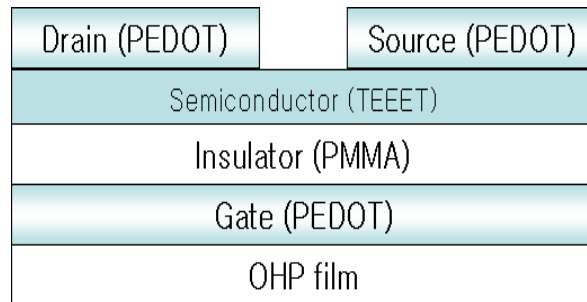 Drain (PEDOT)
Source (PEDOT)
Semiconductor (TEEET)
Insulator (PMMA)
Gate (PEDOT)
OHP film